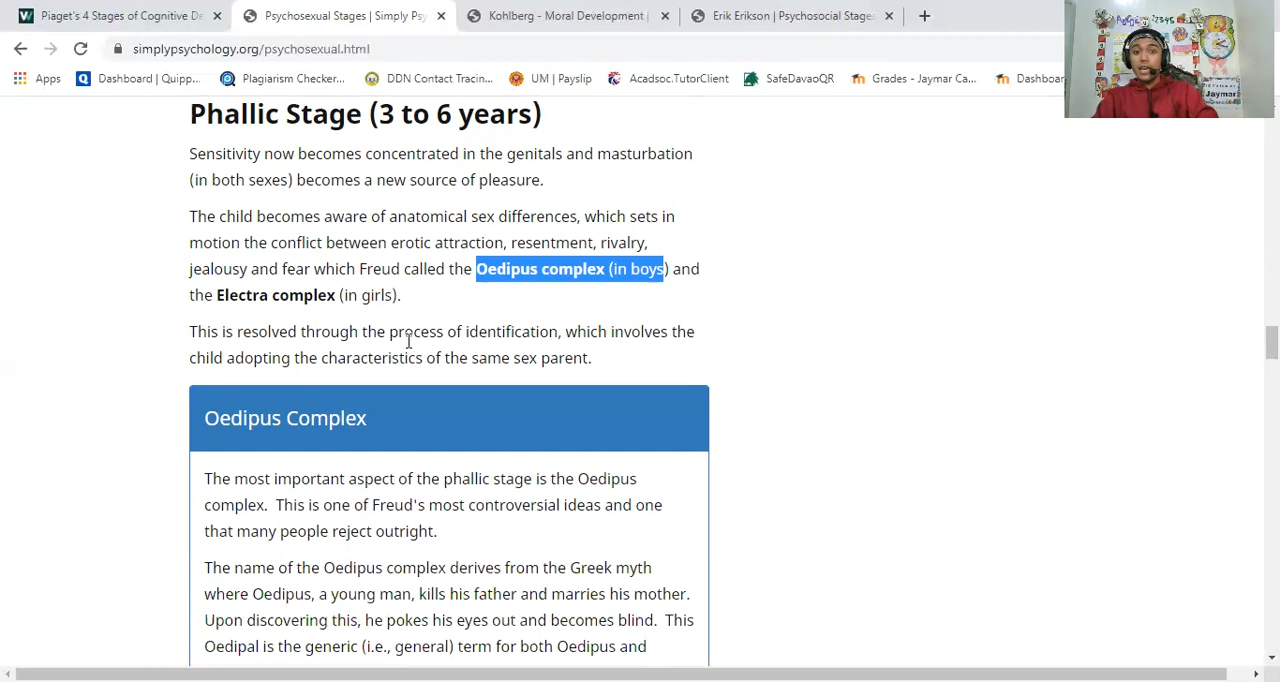 Piaget's 4 Stages of Cognitive De
Psychosexual Stages | Simply Psy
Kohlberg - Moral Development |
Erik Erikson | Psychosocial Stages
simplypsychology.org/psychosexual.html
Apps
Dashboard | Quipp...
Plagiarism Checker...
DDN Contact Tracin...
UM | Payslip
Acadsoc.TutorClient
SafeDavaoQR
Grades - Jaymar Ca...
Dashboar
Jaymar
Phallic Stage (3 to 6 years)
Sensitivity now becomes concentrated in the genitals and masturbation
(in both sexes) becomes a new source of pleasure.
The child becomes aware of anatomical sex differences, which sets in
motion the conflict between erotic attraction, resentment, rivalry,
jealousy and fear which Freud called the Oedipus complex (in boys) and
the Electra complex (in girls).
This is resolved through the process of identification, which involves the
child adopting the characteristics of the same sex parent.
Oedipus Complex
The most important aspect of the phallic stage is the Oedipus
complex.  This is one of Freud's most controversial ideas and one
that many people reject outright.
The name of the Oedipus complex derives from the Greek myth
where Oedipus, a young man, kills his father and marries his mother.
Upon discovering this, he pokes his eyes out and becomes blind.  This
Oedipal is the generic (i.e., general) term for both Oedipus and